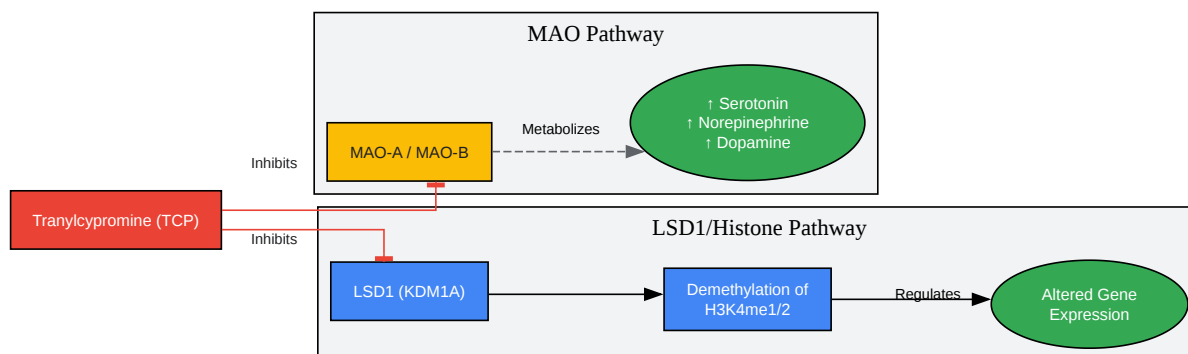 MAO Pathway
↑ Serotonin
↑ Norepinephrine
↑ Dopamine
Metabolizes
MAO-A / MAO-B
Inhibits
Tranylcypromine (TCP)
Inhibits
LSD1/Histone Pathway
LSD1 (KDM1A)
Demethylation of
H3K4me1/2
Regulates
Altered Gene
Expression